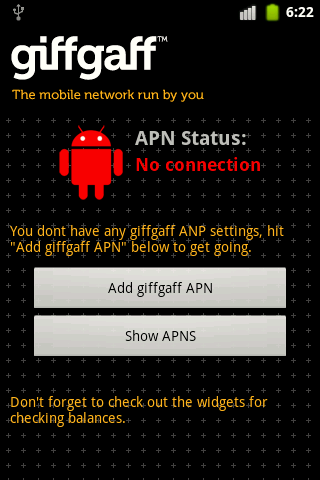 6:22
giffgaff™
The mobile network run by you
APN Status:
No connection
You dont have any giffgaff ANP settings, hit
"Add giffgaff APN" below to get going.
Add giffgaff APN
Show APNS
Don't forget to check out the widgets for
checking balances.